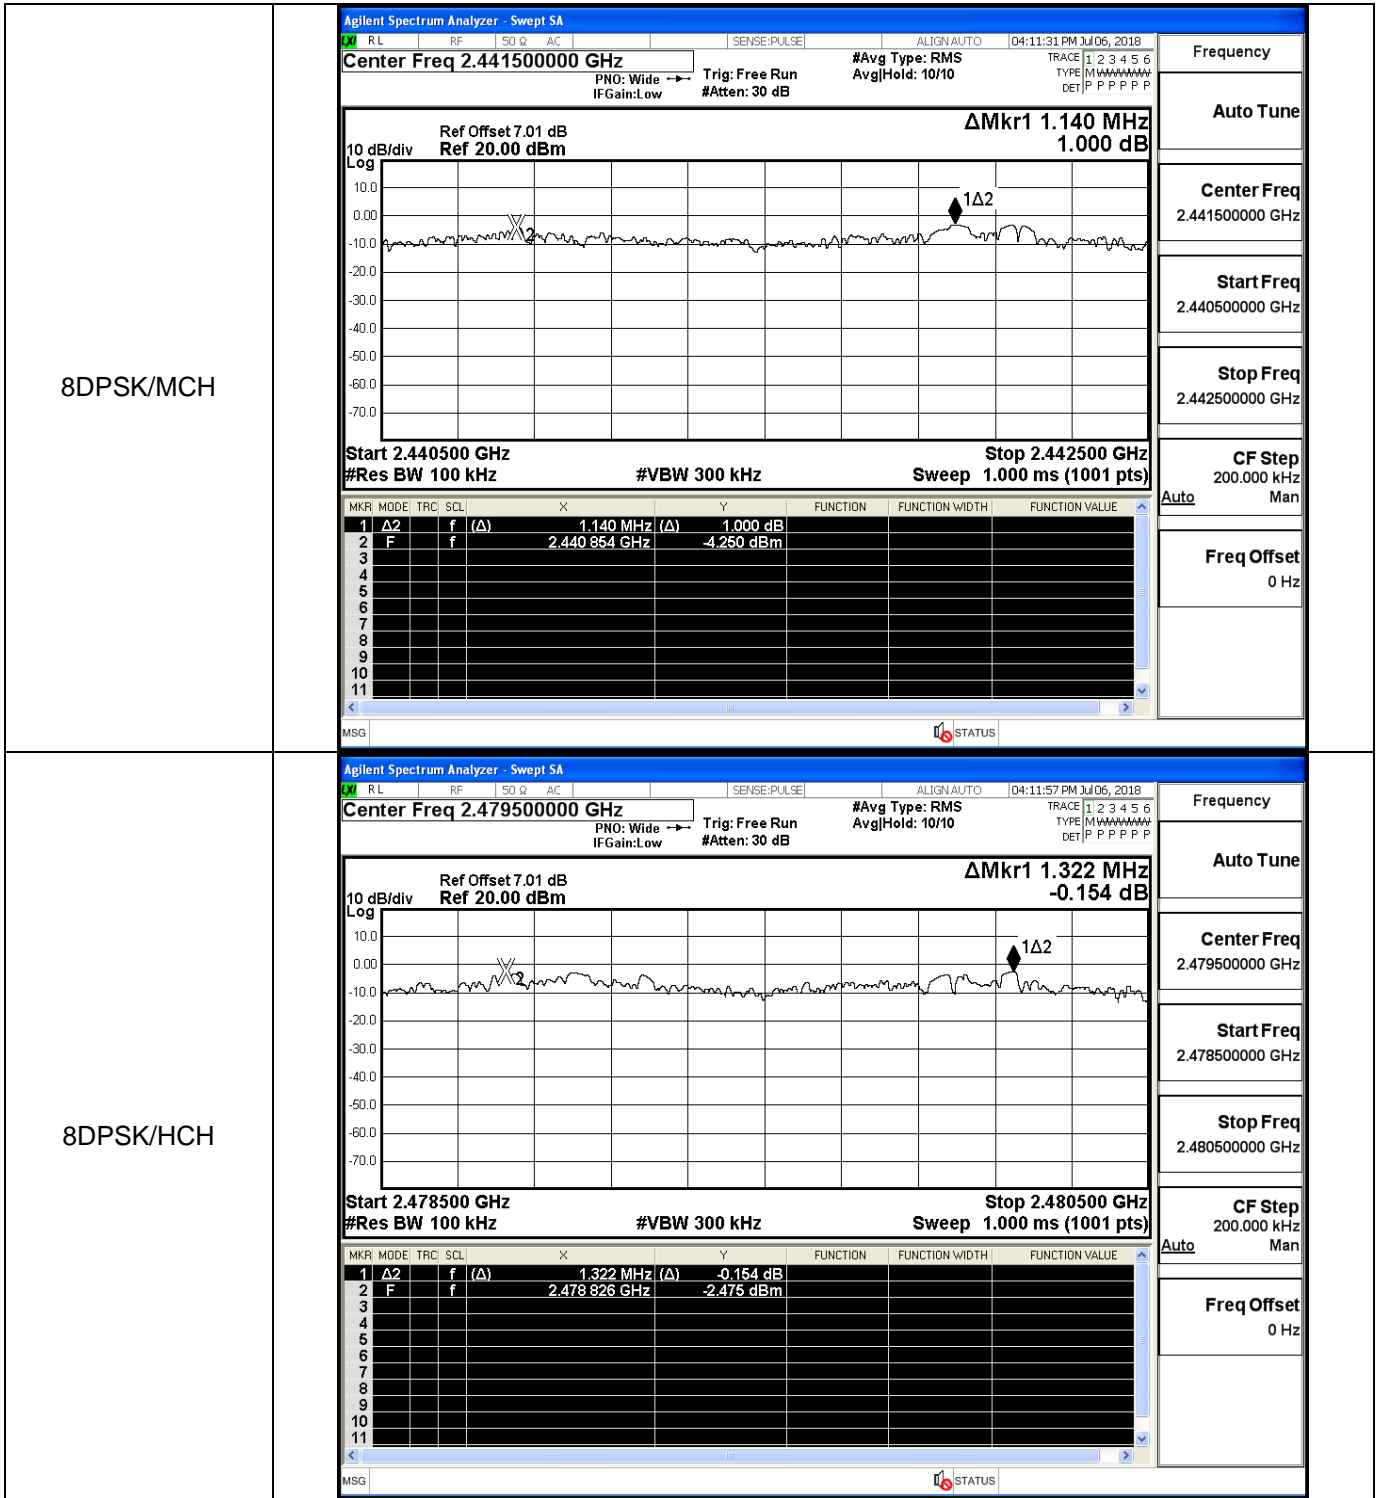 8DPSK/MCH
Agilent Spectrum Analyzer - Swept SA
LXI RL RF 50 Ω AC SENSE:PULSE ALIGN AUTO 04:11:31 PM Jul 06, 2018
Center Freq 2.441500000 GHz
PNO: Wide
IFGain:Low
Trig: Free Run
#Atten: 30 dB
#Avg Type: RMS
Avg|Hold: 10/10
TRACE 1 2 3 4 5 6
TYPE M WWWWW
DET P P P P P P
Ref Offset 7.01 dB
10 dB/div Ref 20.00 dBm
Log
ΔMkr1 1.140 MHz
1.000 dB
10.0
0.00
-10.0
-20.0
-30.0
-40.0
-50.0
-60.0
-70.0
1Δ2
2
Start 2.440500 GHz Stop 2.442500 GHz
#Res BW 100 kHz #VBW 300 kHz Sweep 1.000 ms (1001 pts)
MKR MODE TRC SCL X Y FUNCTION FUNCTION WIDTH FUNCTION VALUE
1 Δ2 f (Δ) 1.140 MHz (Δ) 1.000 dB
2 F f 2.440 854 GHz -4.250 dBm
3
4
5
6
7
8
9
10
11
MSG STATUS
Frequency
Auto Tune
Center Freq
2.441500000 GHz
Start Freq
2.440500000 GHz
Stop Freq
2.442500000 GHz
CF Step
200.000 kHz
Auto Man
Freq Offset
0 Hz
8DPSK/HCH
Agilent Spectrum Analyzer - Swept SA
LXI RL RF 50 Ω AC SENSE:PULSE ALIGN AUTO 04:11:57 PM Jul 06, 2018
Center Freq 2.479500000 GHz
PNO: Wide
IFGain:Low
Trig: Free Run
#Atten: 30 dB
#Avg Type: RMS
Avg|Hold: 10/10
TRACE 1 2 3 4 5 6
TYPE M WWWWW
DET P P P P P P
Ref Offset 7.01 dB
10 dB/div Ref 20.00 dBm
Log
ΔMkr1 1.322 MHz
-0.154 dB
10.0
0.00
-10.0
-20.0
-30.0
-40.0
-50.0
-60.0
-70.0
1Δ2
2
Start 2.478500 GHz Stop 2.480500 GHz
#Res BW 100 kHz #VBW 300 kHz Sweep 1.000 ms (1001 pts)
MKR MODE TRC SCL X Y FUNCTION FUNCTION WIDTH FUNCTION VALUE
1 Δ2 f (Δ) 1.322 MHz (Δ) -0.154 dB
2 F f 2.478 826 GHz -2.475 dBm
3
4
5
6
7
8
9
10
11
MSG STATUS
Frequency
Auto Tune
Center Freq
2.479500000 GHz
Start Freq
2.478500000 GHz
Stop Freq
2.480500000 GHz
CF Step
200.000 kHz
Auto Man
Freq Offset
0 Hz